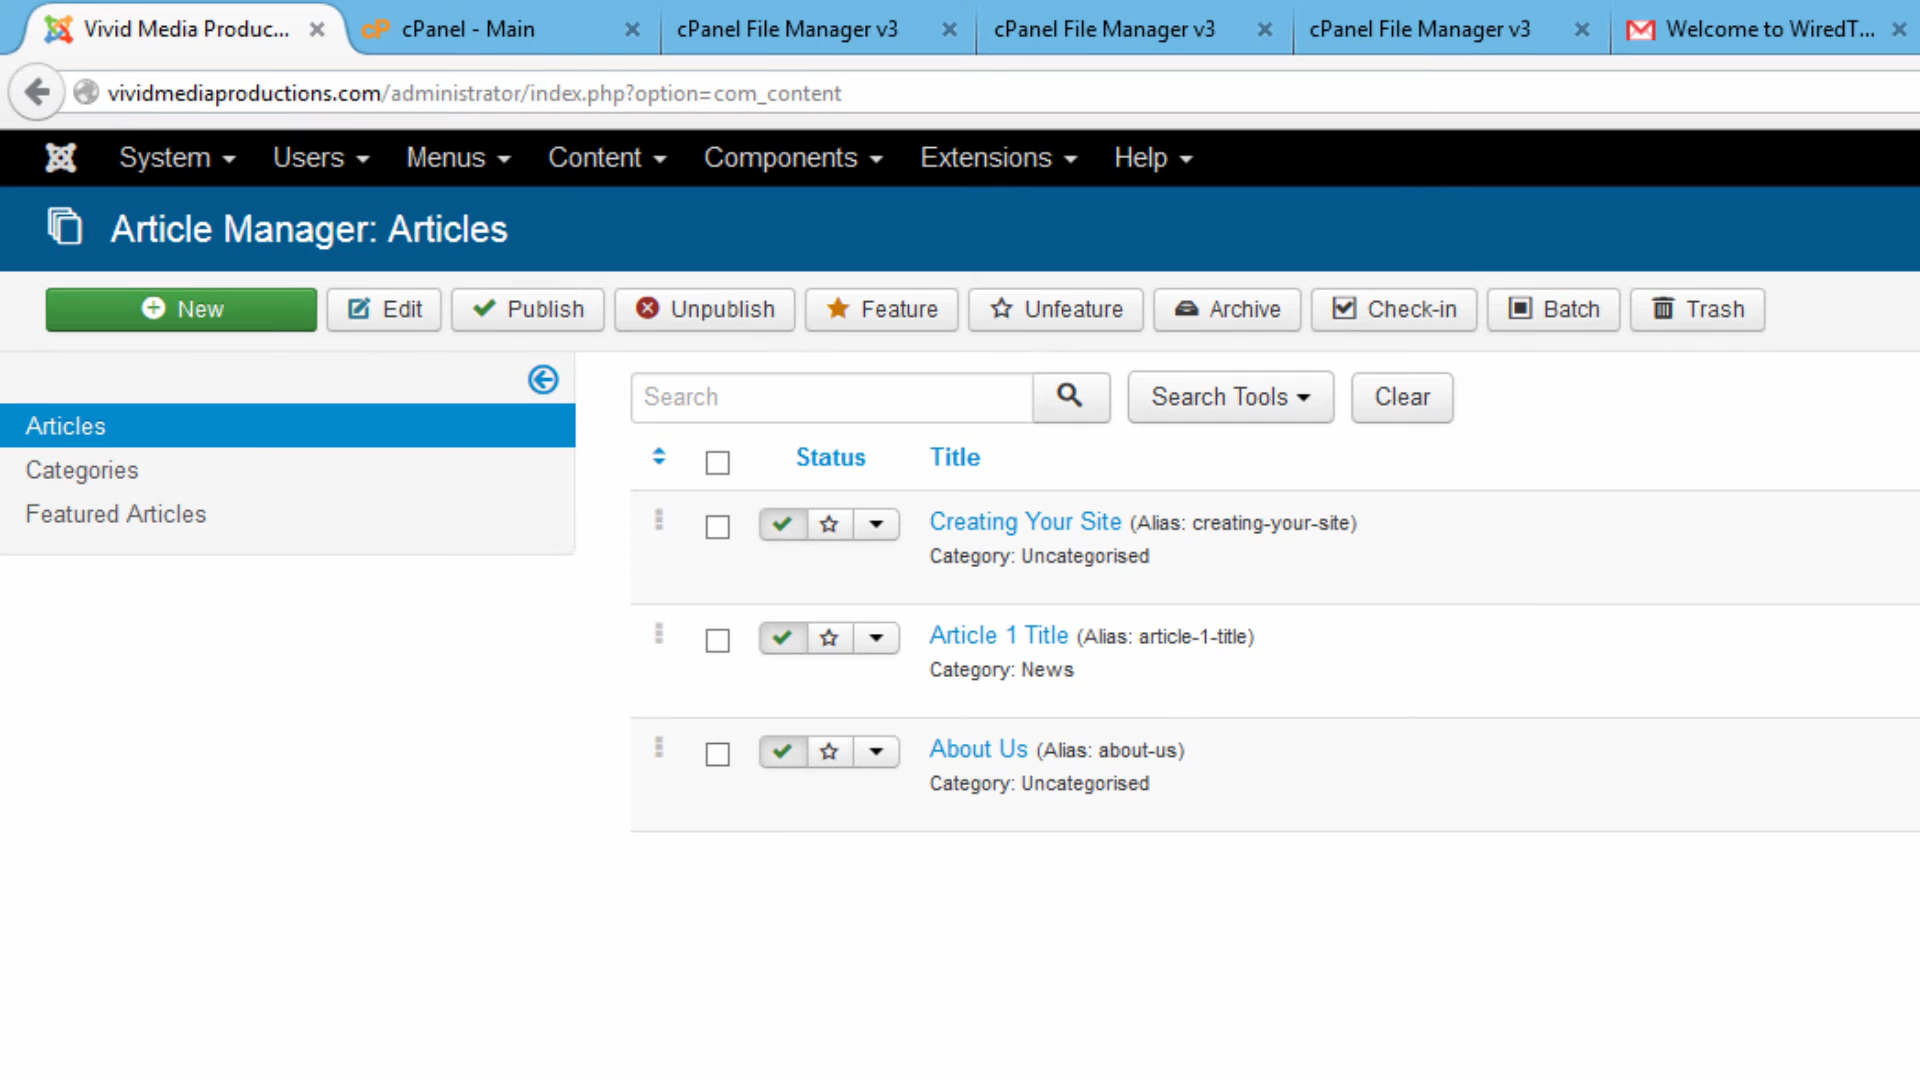 Vivid Media Produc...
cPanel - Main
cPanel File Manager v3
cPanel File Manager v3
cPanel File Manager v3
Welcome to WiredT...
vividmediaproductions.com/administrator/index.php?option=com_content
System Users Menus Content Components Extensions Help
Article Manager: Articles
New Edit Publish Unpublish Feature Unfeature Archive Check-in Batch Trash
Articles
Categories
Featured Articles
Search Search Tools Clear
Status Title
Creating Your Site (Alias: creating-your-site)
Category: Uncategorised
Article 1 Title (Alias: article-1-title)
Category: News
About Us (Alias: about-us)
Category: Uncategorised